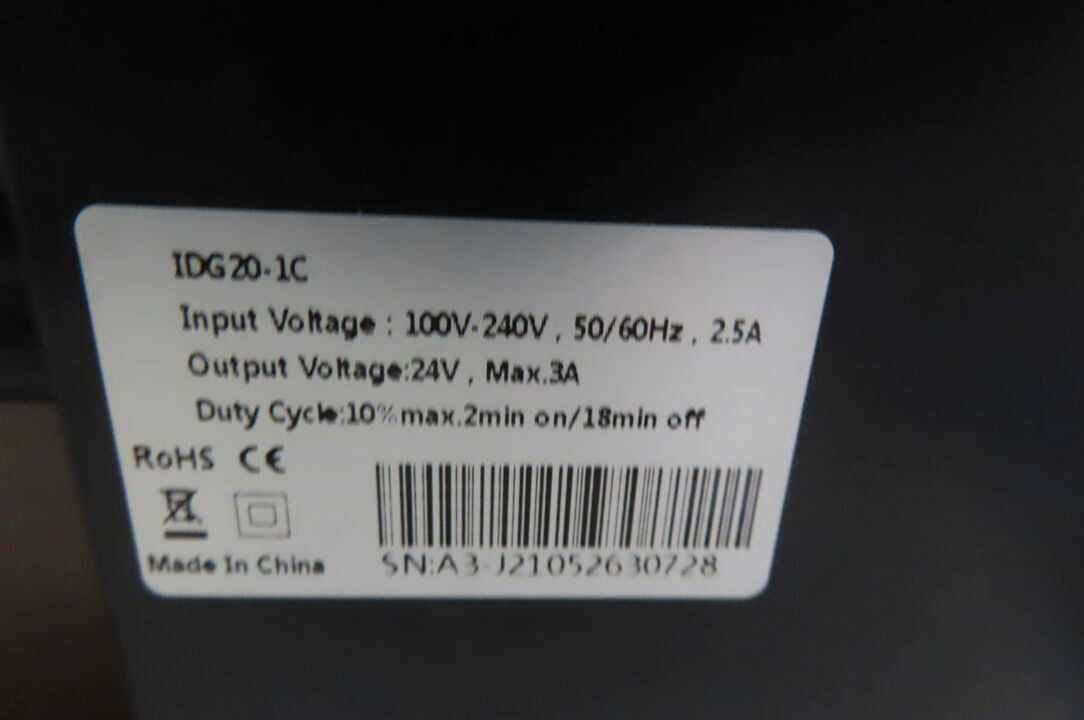 IDG20-1C
Input Voltage : 100V-240V , 50/60Hz , 2.5A
Output Voltage:24V , Max.3A
Duty Cycle:10%max.2min on/18min off
RoHS CE
Made In China
SN:A3-J21052630728